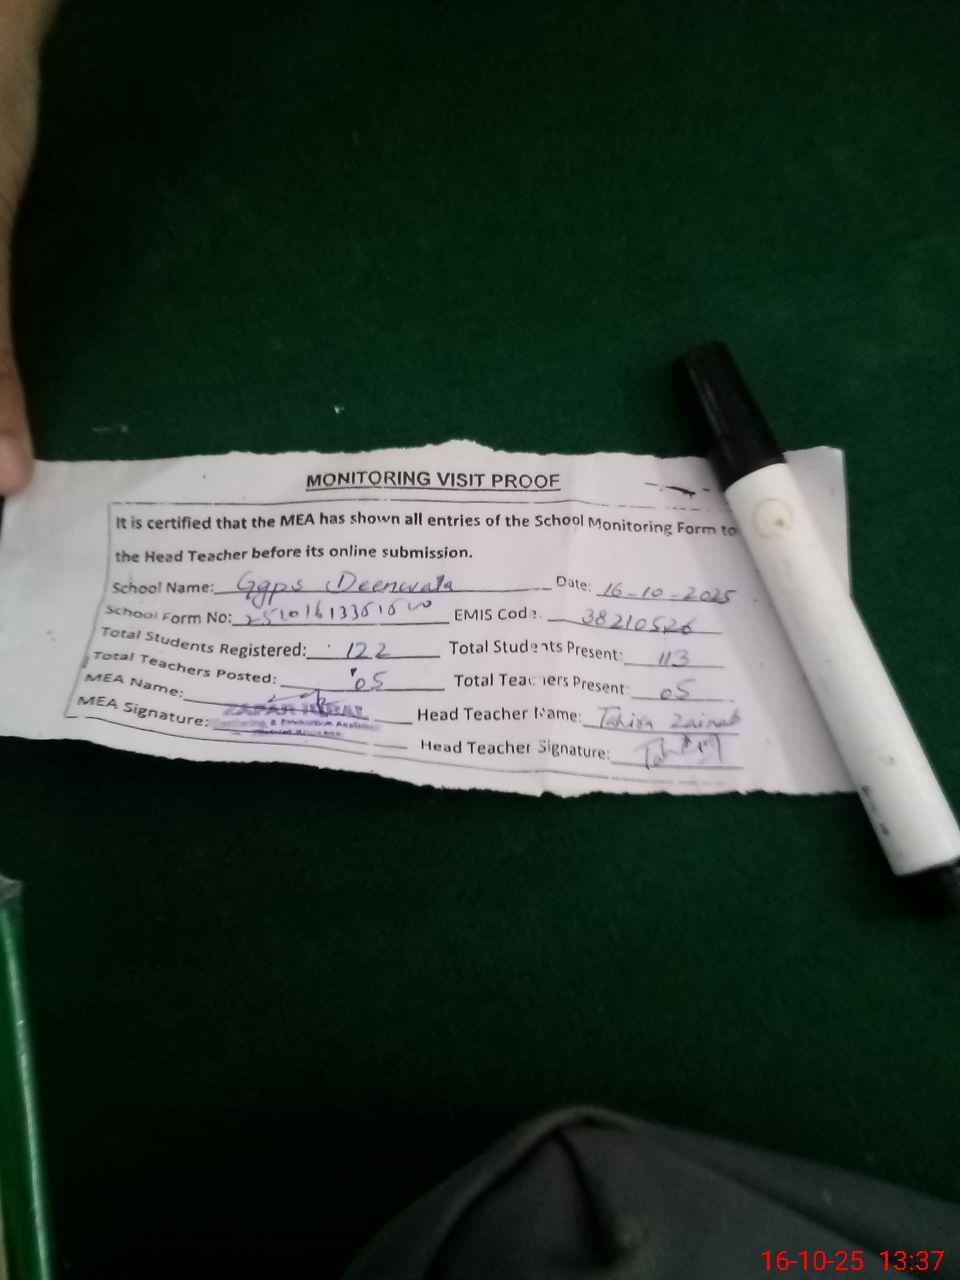 MONITORING VISIT PROOF
It is certified that the MEA has shown all entries of the School Monitoring Form to
the Head Teacher before its online submission.
School Name: Ggps Deenwala Date: 16-10-2025
School Form No: EMIS Code: 38210526
Total Students Registered: 122 Total Students Present: 113
Total Teachers Posted: 05 Total Teachers Present: 05
MEA Name: Head Teacher Name: Tahira Zainab
MEA Signature: Head Teacher Signature:
16-10-25 13:37